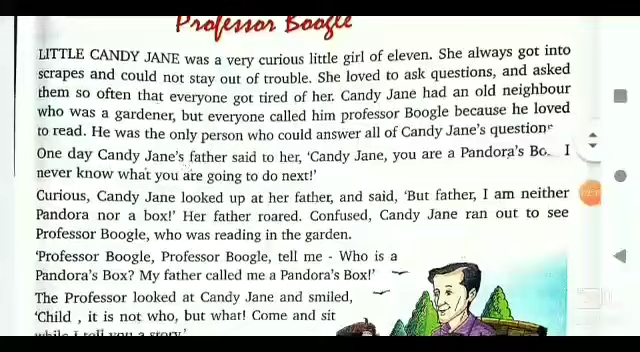 Professor Boogle
LITTLE CANDY JANE was a very curious little girl of eleven. She always got into
scrapes and could not stay out of trouble. She loved to ask questions, and asked
them so often that everyone got tired of her. Candy Jane had an old neighbour
who was a gardener, but everyone called him professor Boogle because he loved
to read. He was the only person who could answer all of Candy Jane's question
One day Candy Jane's father said to her, 'Candy Jane, you are a Pandora's Bo. I
never know what you are going to do next!'
Curious, Candy Jane looked up at her father, and said, 'But father, I am neither
Pandora nor a box!' Her father roared. Confused, Candy Jane ran out to see
Professor Boogle, who was reading in the garden.
'Professor Boogle, Professor Boogle, tell me - Who is a
Pandora's Box? My father called me a Pandora's Box!'
The Professor looked at Candy Jane and smiled,
'Child , it is not who, but what! Come and sit
while I tell you a story.'